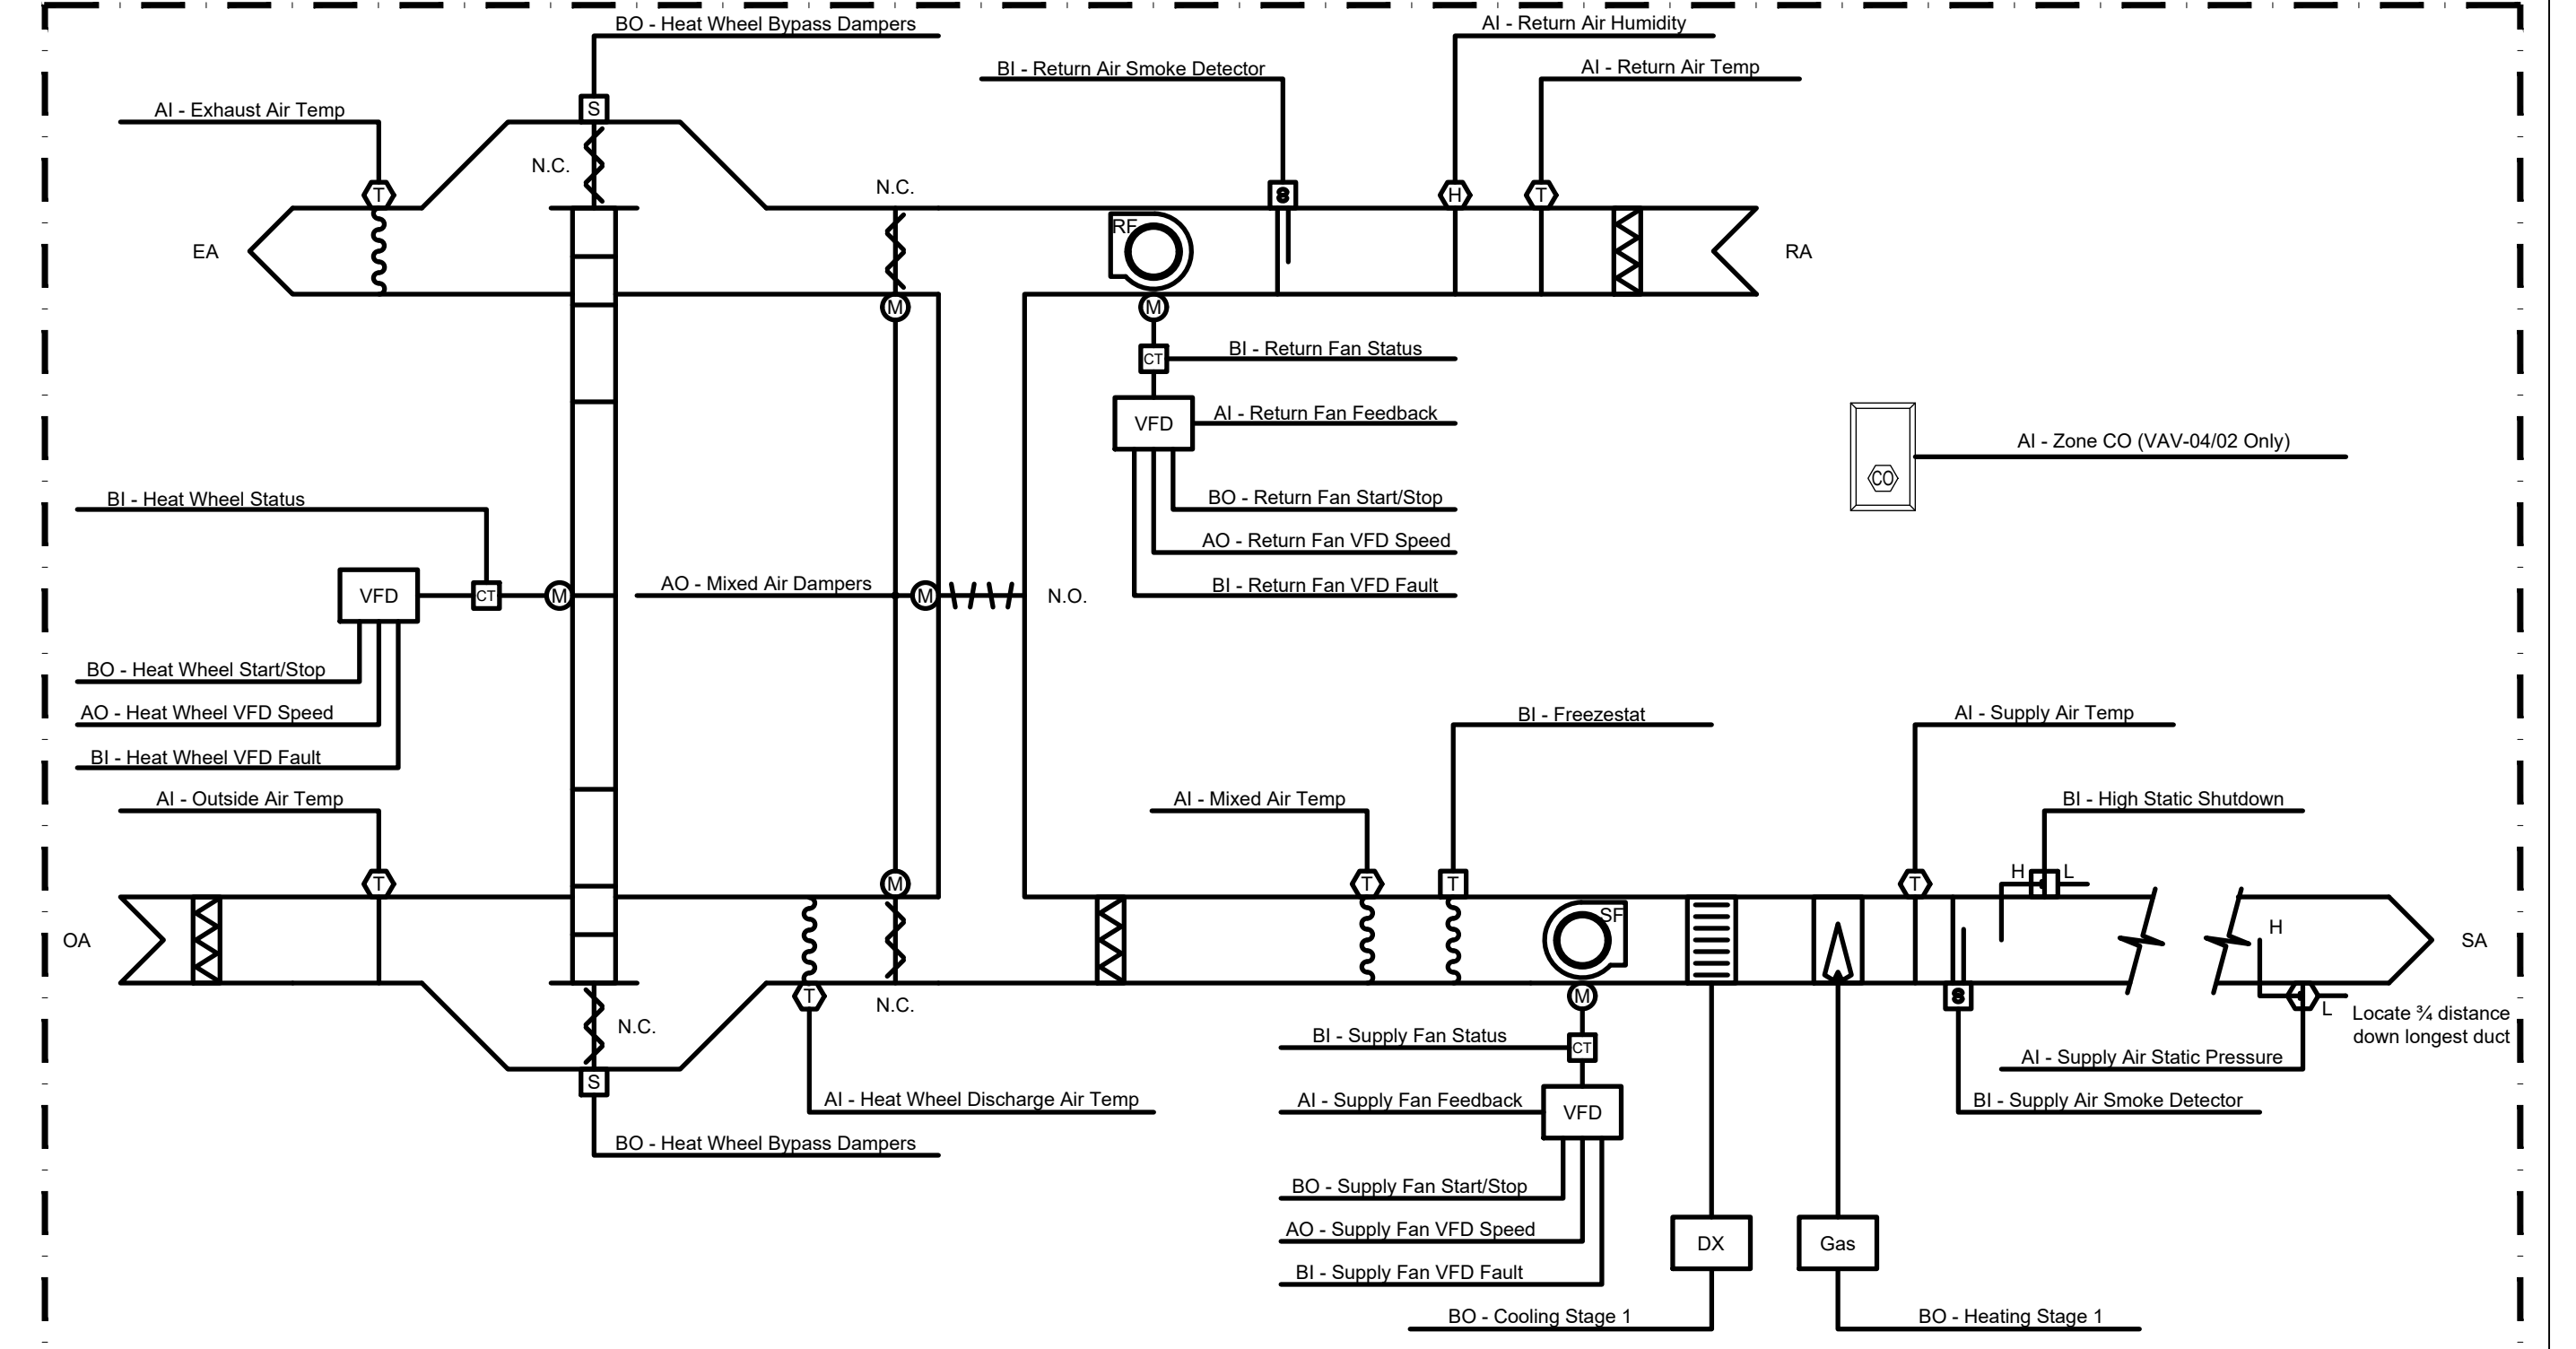 BO - Heat Wheel Bypass Dampers
AI - Return Air Humidity
BI - Return Air Smoke Detector
AI - Return Air Temp
AI - Exhaust Air Temp
S
N.C.
N.C.
T
S
H
T
RF
EA
RA
M
M
CT
BI - Return Fan Status
VFD
AI - Return Fan Feedback
AI - Zone CO (VAV-04/02 Only)
CO
BI - Heat Wheel Status
BO - Return Fan Start/Stop
AO - Return Fan VFD Speed
BI - Return Fan VFD Fault
VFD
CT
M
AO - Mixed Air Dampers
M
N.O.
BO - Heat Wheel Start/Stop
AO - Heat Wheel VFD Speed
BI - Heat Wheel VFD Fault
BI - Freezestat
AI - Supply Air Temp
AI - Outside Air Temp
AI - Mixed Air Temp
BI - High Static Shutdown
T
M
T
T
T
H
L
SF
OA
H
SA
T
M
S
N.C.
N.C.
L
Locate ¾ distance
down longest duct
BI - Supply Fan Status
CT
AI - Supply Air Static Pressure
S
AI - Heat Wheel Discharge Air Temp
AI - Supply Fan Feedback
VFD
BI - Supply Air Smoke Detector
BO - Heat Wheel Bypass Dampers
BO - Supply Fan Start/Stop
AO - Supply Fan VFD Speed
DX
Gas
BI - Supply Fan VFD Fault
BO - Cooling Stage 1
BO - Heating Stage 1